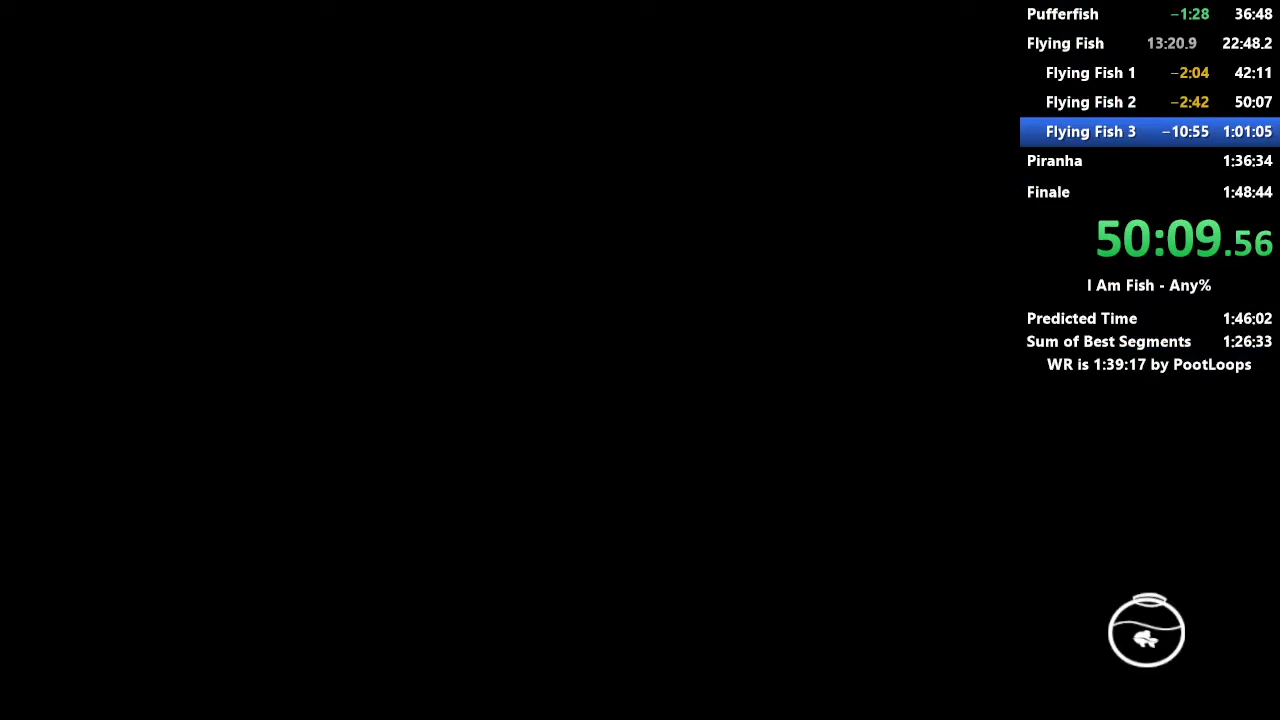 Pufferfish −1:28 36:48
Flying Fish 13:20.9 22:48.2
Flying Fish 1 −2:04 42:11
Flying Fish 2 −2:42 50:07
Flying Fish 3 −10:55 1:01:05
Piranha 1:36:34
Finale 1:48:44
50:09.56
I Am Fish - Any%
Predicted Time 1:46:02
Sum of Best Segments 1:26:33
WR is 1:39:17 by PootLoops